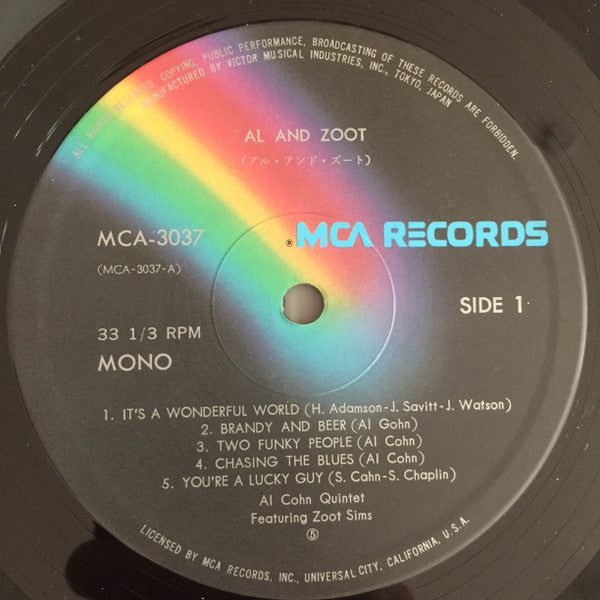 ALL RIGHTS RESERVED COPYING, PUBLIC PERFORMANCE, BROADCASTING OF THESE RECORDS ARE FORBIDDEN.
MANUFACTURED BY VICTOR MUSICAL INDUSTRIES, INC., TOKYO, JAPAN
AL AND ZOOT
(アル・アンド・ズート)
MCA-3037
® MCA RECORDS
(MCA-3037-A)
SIDE 1
33 1/3 RPM
MONO
1. IT'S A WONDERFUL WORLD (H. Adamson-J. Savitt-J. Watson)
2. BRANDY AND BEER (Al Gohn)
3. TWO FUNKY PEOPLE (Al Cohn)
4. CHASING THE BLUES (Al Cohn)
5. YOU'RE A LUCKY GUY (S. Cahn-S. Chaplin)
Al Cohn Quintet
Featuring Zoot Sims
⑤
LICENSED BY MCA RECORDS, INC., UNIVERSAL CITY, CALIFORNIA, U.S.A.